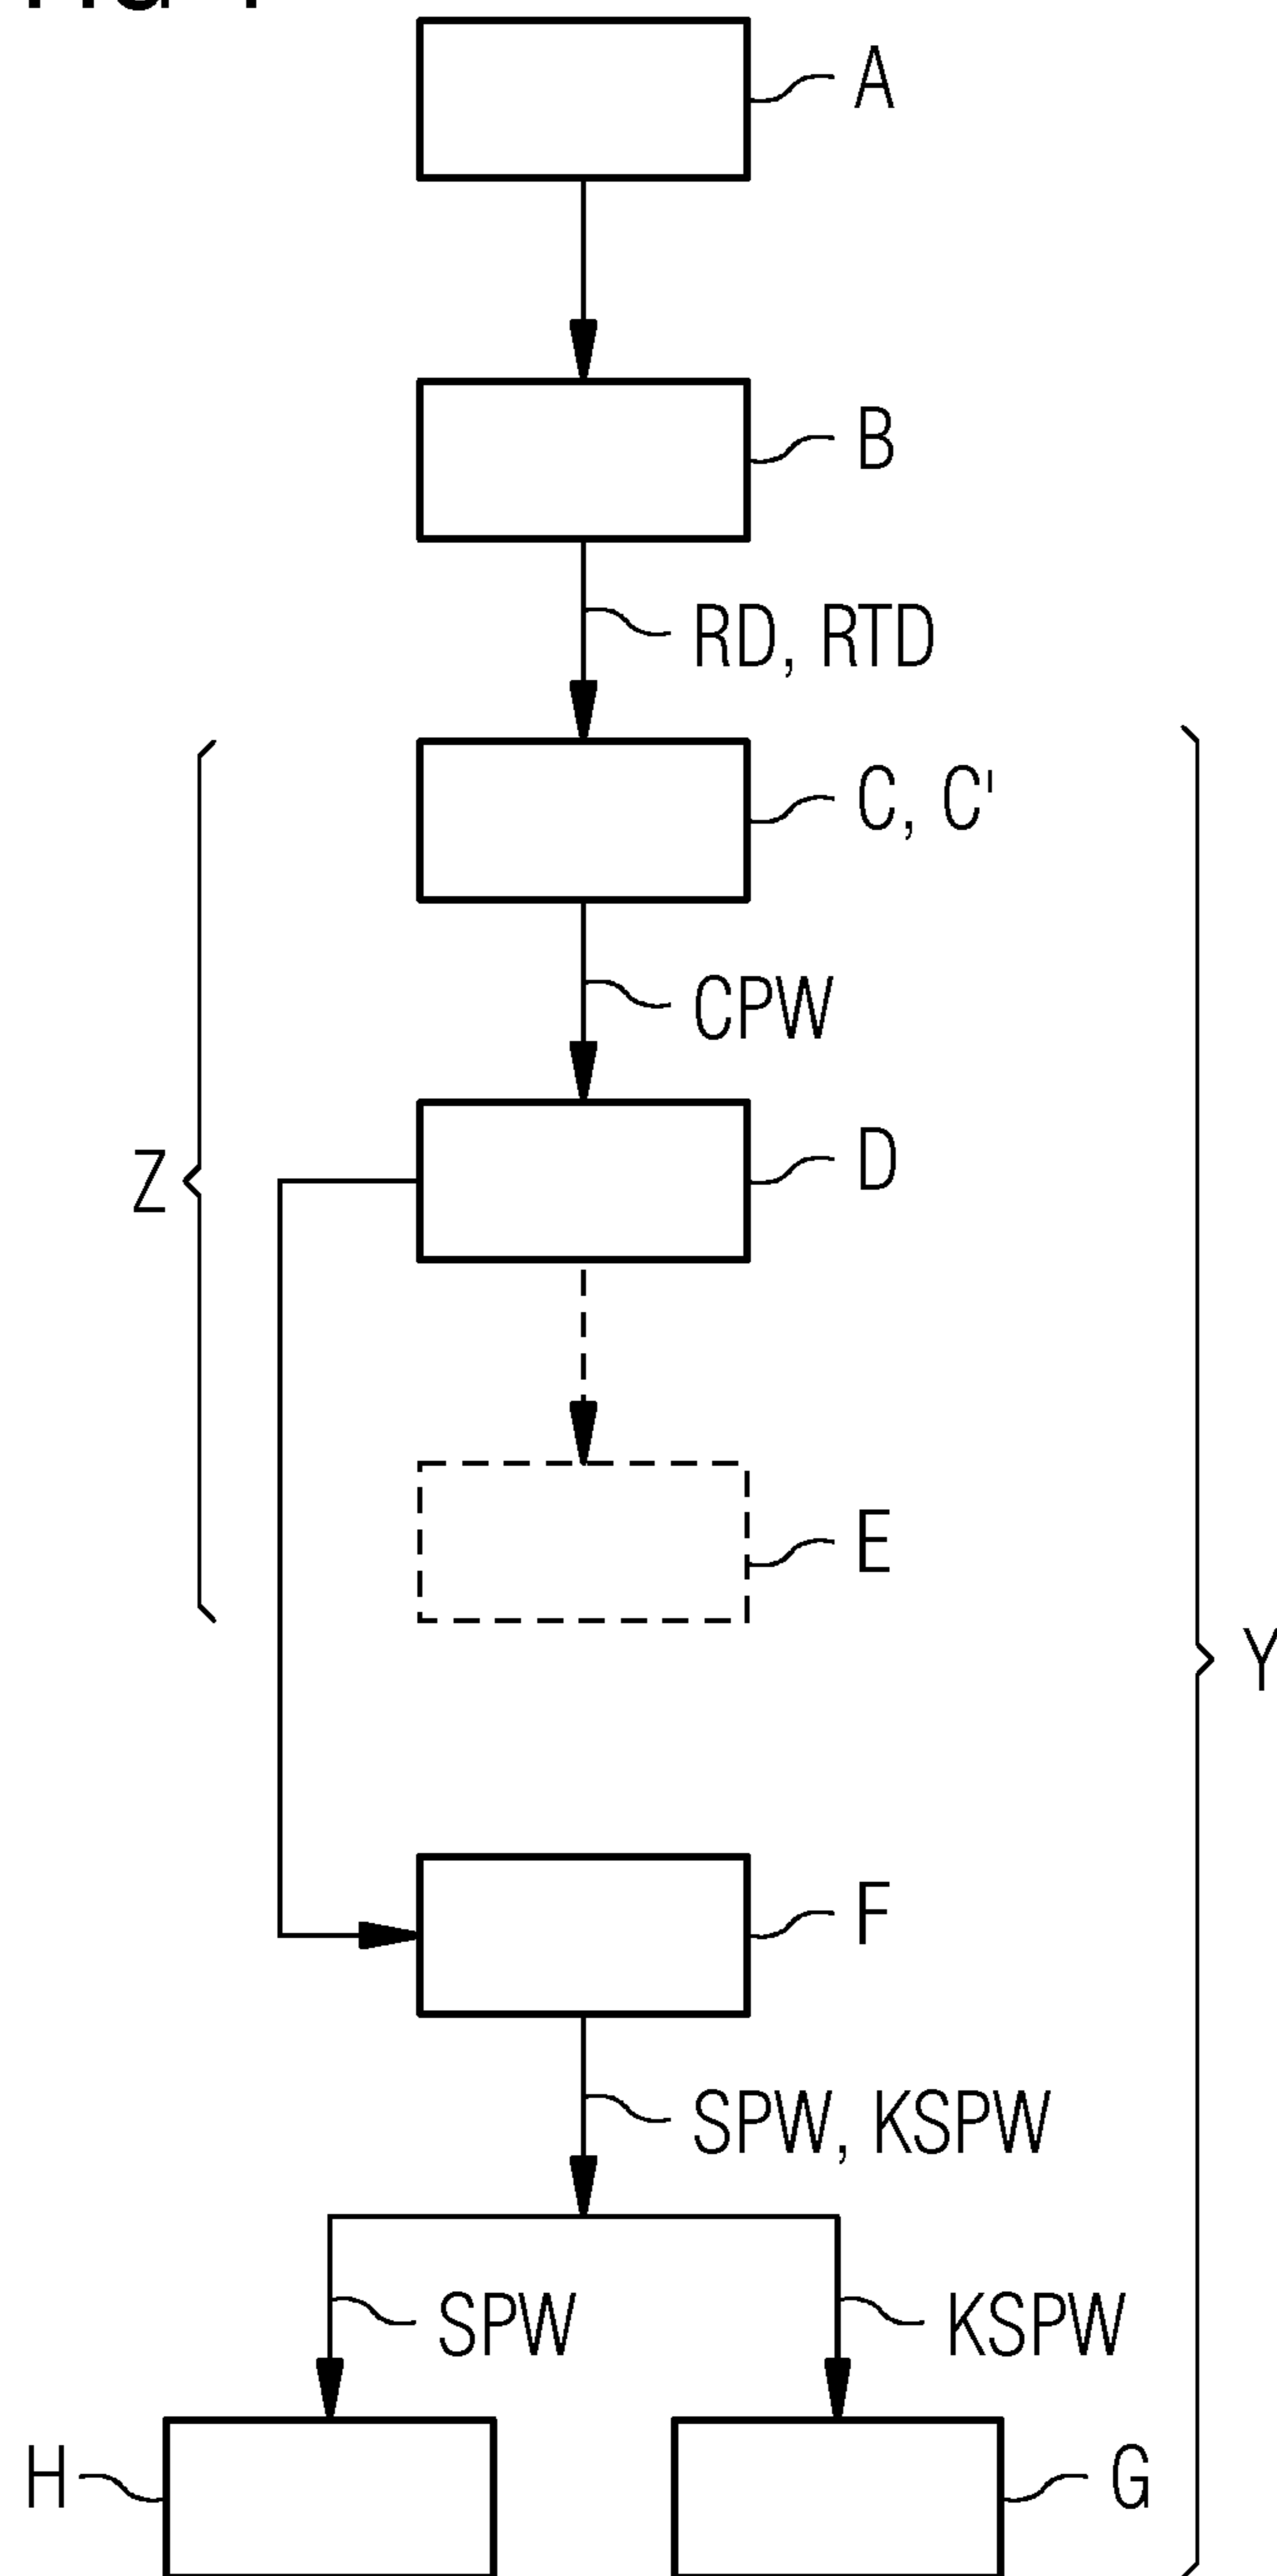 A
B
RD, RTD
C, C'
CPW
Z
D
E
Y
F
SPW, KSPW
SPW
KSPW
H
G